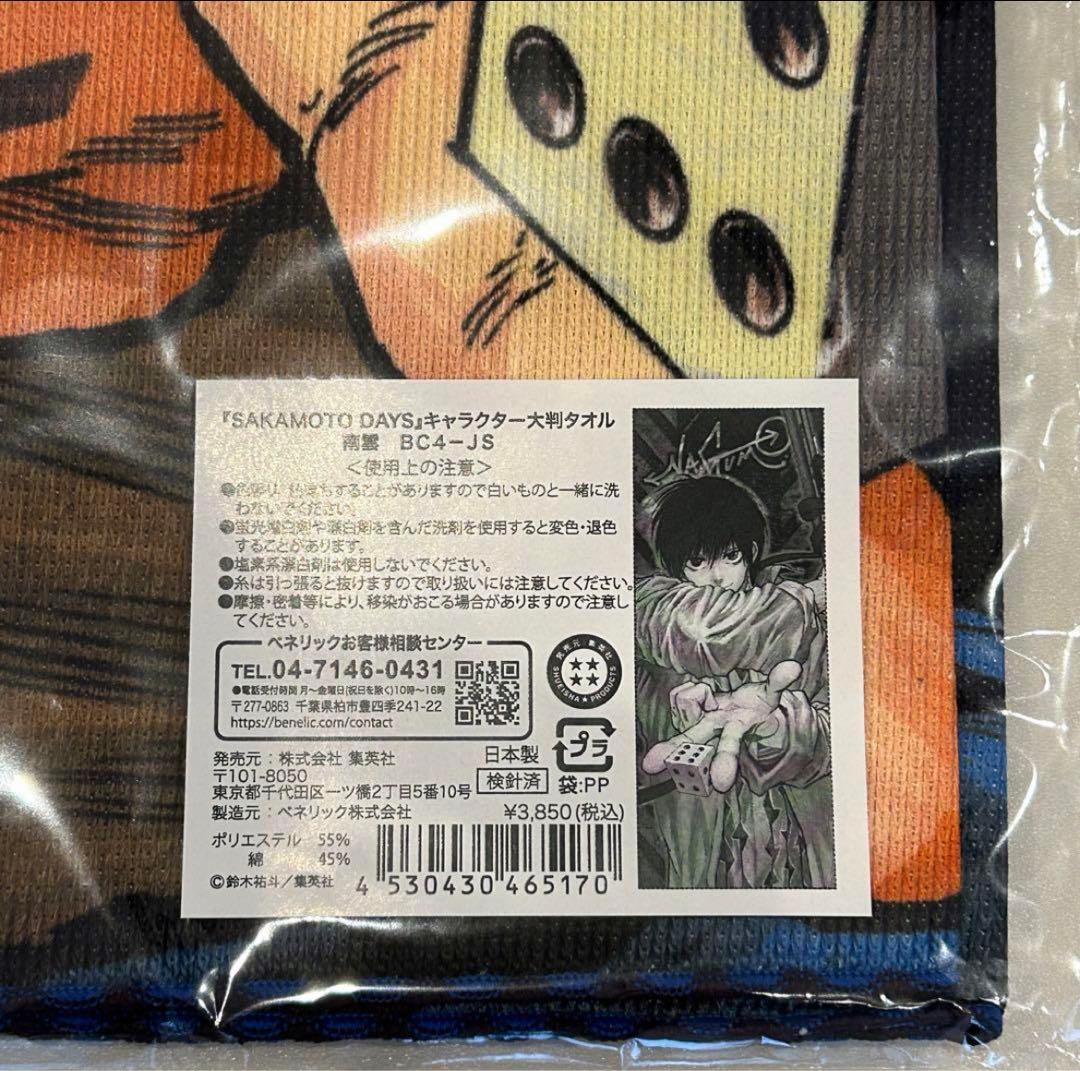 『SAKAMOTO DAYS』キャラクター大判タオル
南雲 BC4-JS
<使用上の注意>
することがありますので白いものと一緒に洗
わないでください。
●蛍光増白剤や漂白剤を含んだ洗剤を使用すると変色・退色
することがあります。
●塩素系漂白剤は使用しないでください。
●糸は引っ張ると抜けますので取り扱いには注意してください。
●摩擦・密着等により、移染がおこる場合がありますので注意し
てください。
ベネリックお客様相談センター
TEL.04-7146-0431
●電話受付時間 月〜金曜日(祝日を除く)10時〜16時
〒277-0863 千葉県柏市豊四季241-22
https://benelic.com/contact
発売元・集英社
SHUEISHA★PRODUCTS
プラ
袋:PP
発売元:株式会社 集英社
日本製
〒101-8050
検針済
東京都千代田区一ツ橋2丁目5番10号
製造元:ベネリック株式会社
¥3,850(税込)
ポリエステル 55%
綿 45%
©鈴木祐斗/集英社
4 530430 465170
NAGUMO